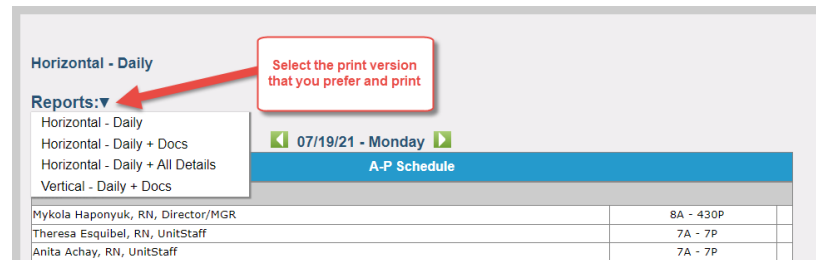 Horizontal - Daily
Select the print version
that you prefer and print
Reports:▼
Horizontal - Daily
Horizontal - Daily + Docs
Horizontal - Daily + All Details
Vertical - Daily + Docs
07/19/21 - Monday
A-P Schedule
Mykola Haponyuk, RN, Director/MGR 8A - 430P
Theresa Esquibel, RN, UnitStaff 7A - 7P
Anita Achay, RN, UnitStaff 7A - 7P